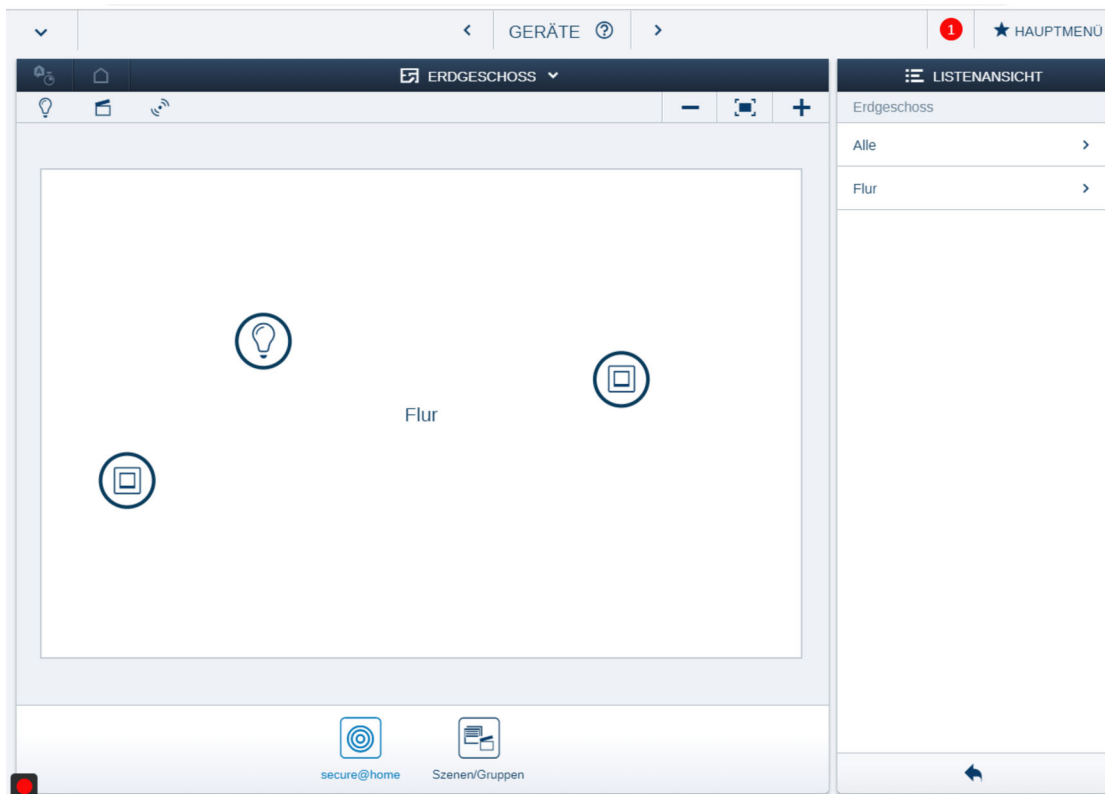 GERÄTE
1
HAUPTMENÜ
ERDGESCHOSS
LISTENANSICHT
Erdgeschoss
Alle
Flur
Flur
secure@home
Szenen/Gruppen